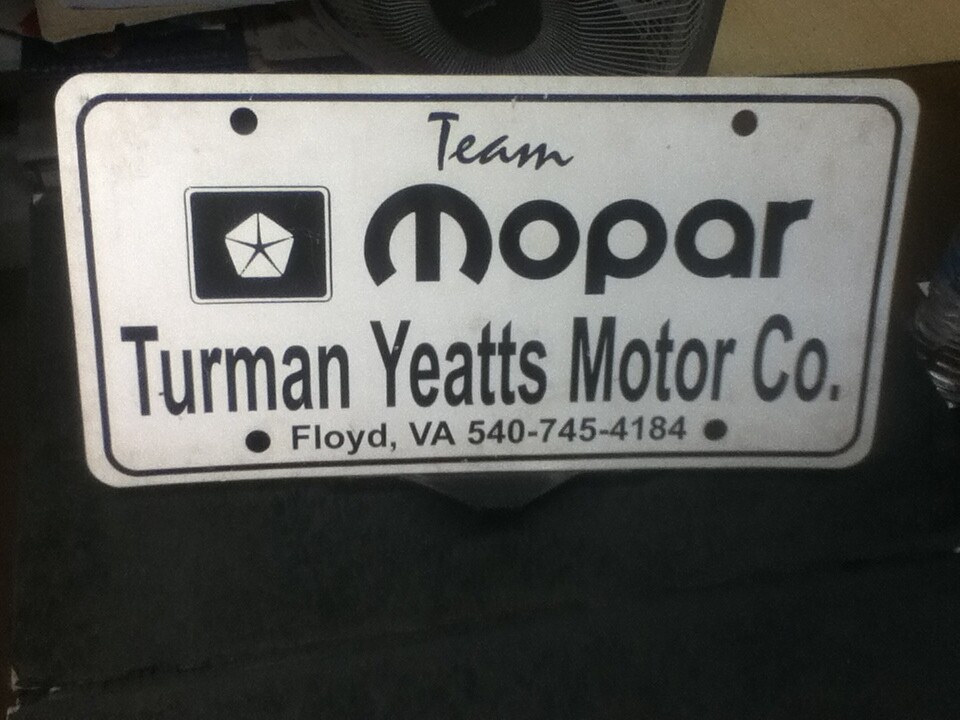 Team
Mopar
Turman Yeatts Motor Co.
Floyd, VA 540-745-4184